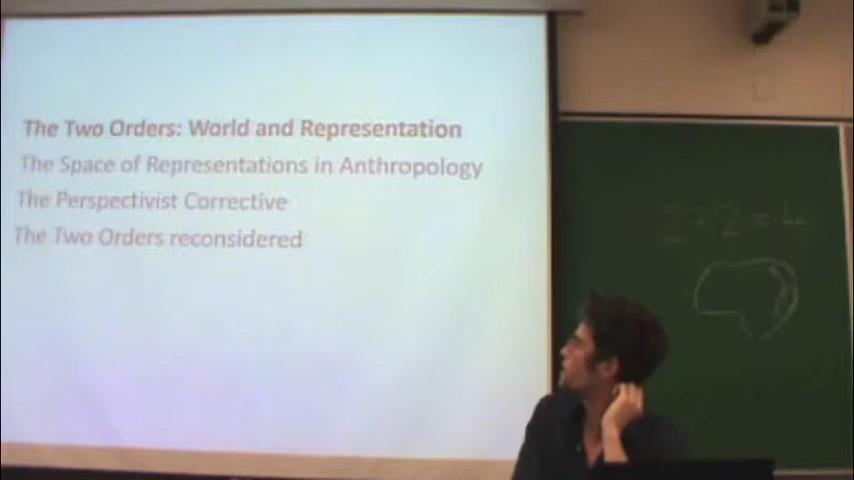 The Two Orders: World and Representation
The Space of Representations in Anthropology
The Perspectivist Corrective
The Two Orders reconsidered
2 + 2 = 4